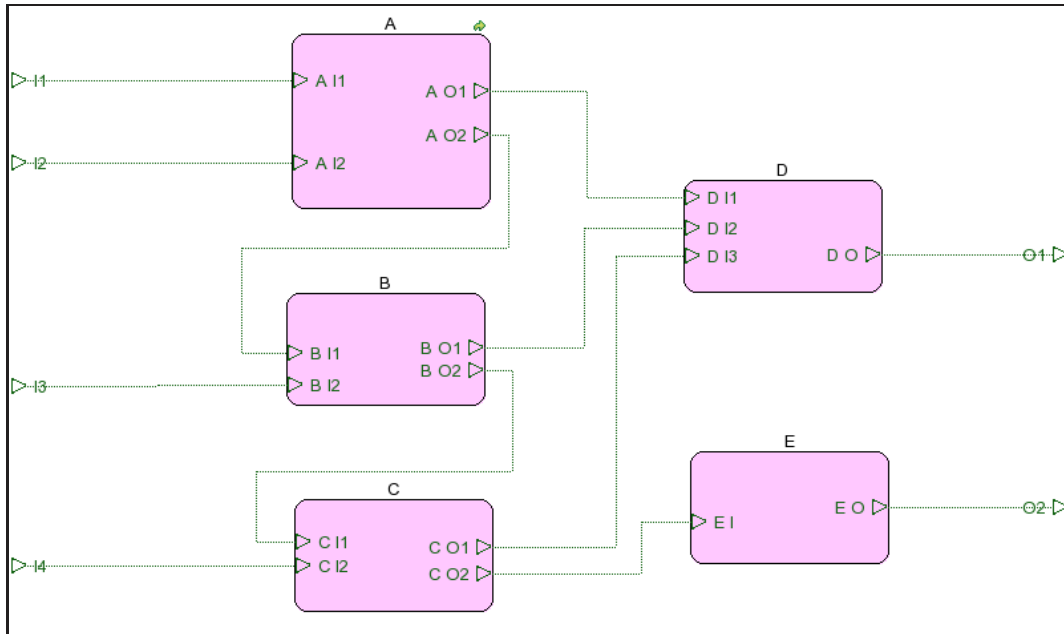 A
I1
A I1
A O1
A O2
I2
A I2
D
D I1
D I2
D I3
D O
O1
B
B I1
B O1
B O2
I3
B I2
E
E I
E O
O2
C
C I1
C O1
C O2
I4
C I2